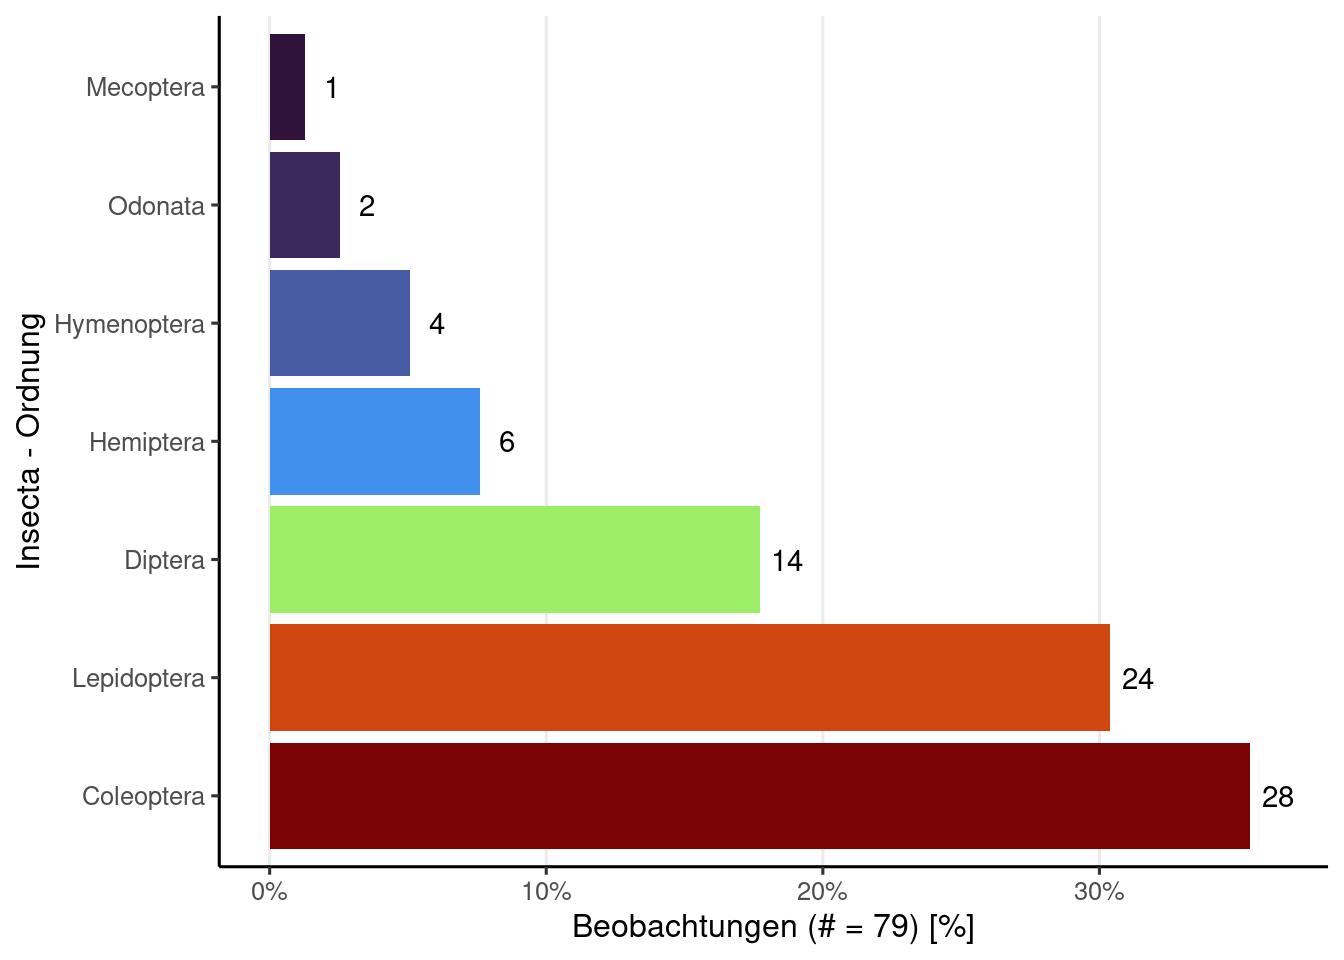 Insecta - Ordnung
Mecoptera
1
Odonata
2
Hymenoptera
4
Hemiptera
6
Diptera
14
Lepidoptera
24
Coleoptera
28
0% 10% 20% 30%
Beobachtungen (# = 79) [%]